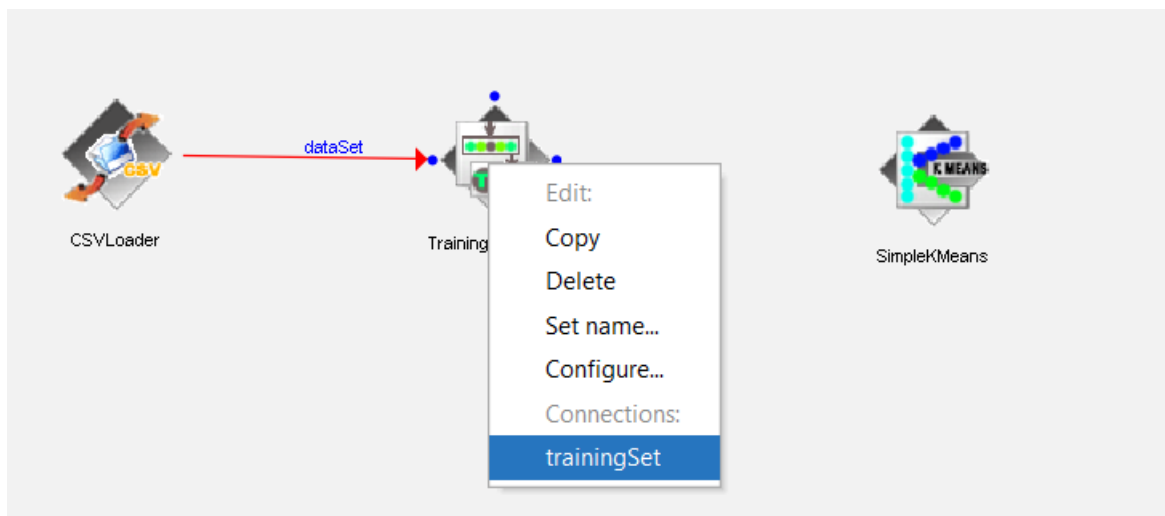 dataSet
CSV
K MEANS
CSVLoader
Training
SimpleKMeans
Edit:
Copy
Delete
Set name...
Configure...
Connections:
trainingSet